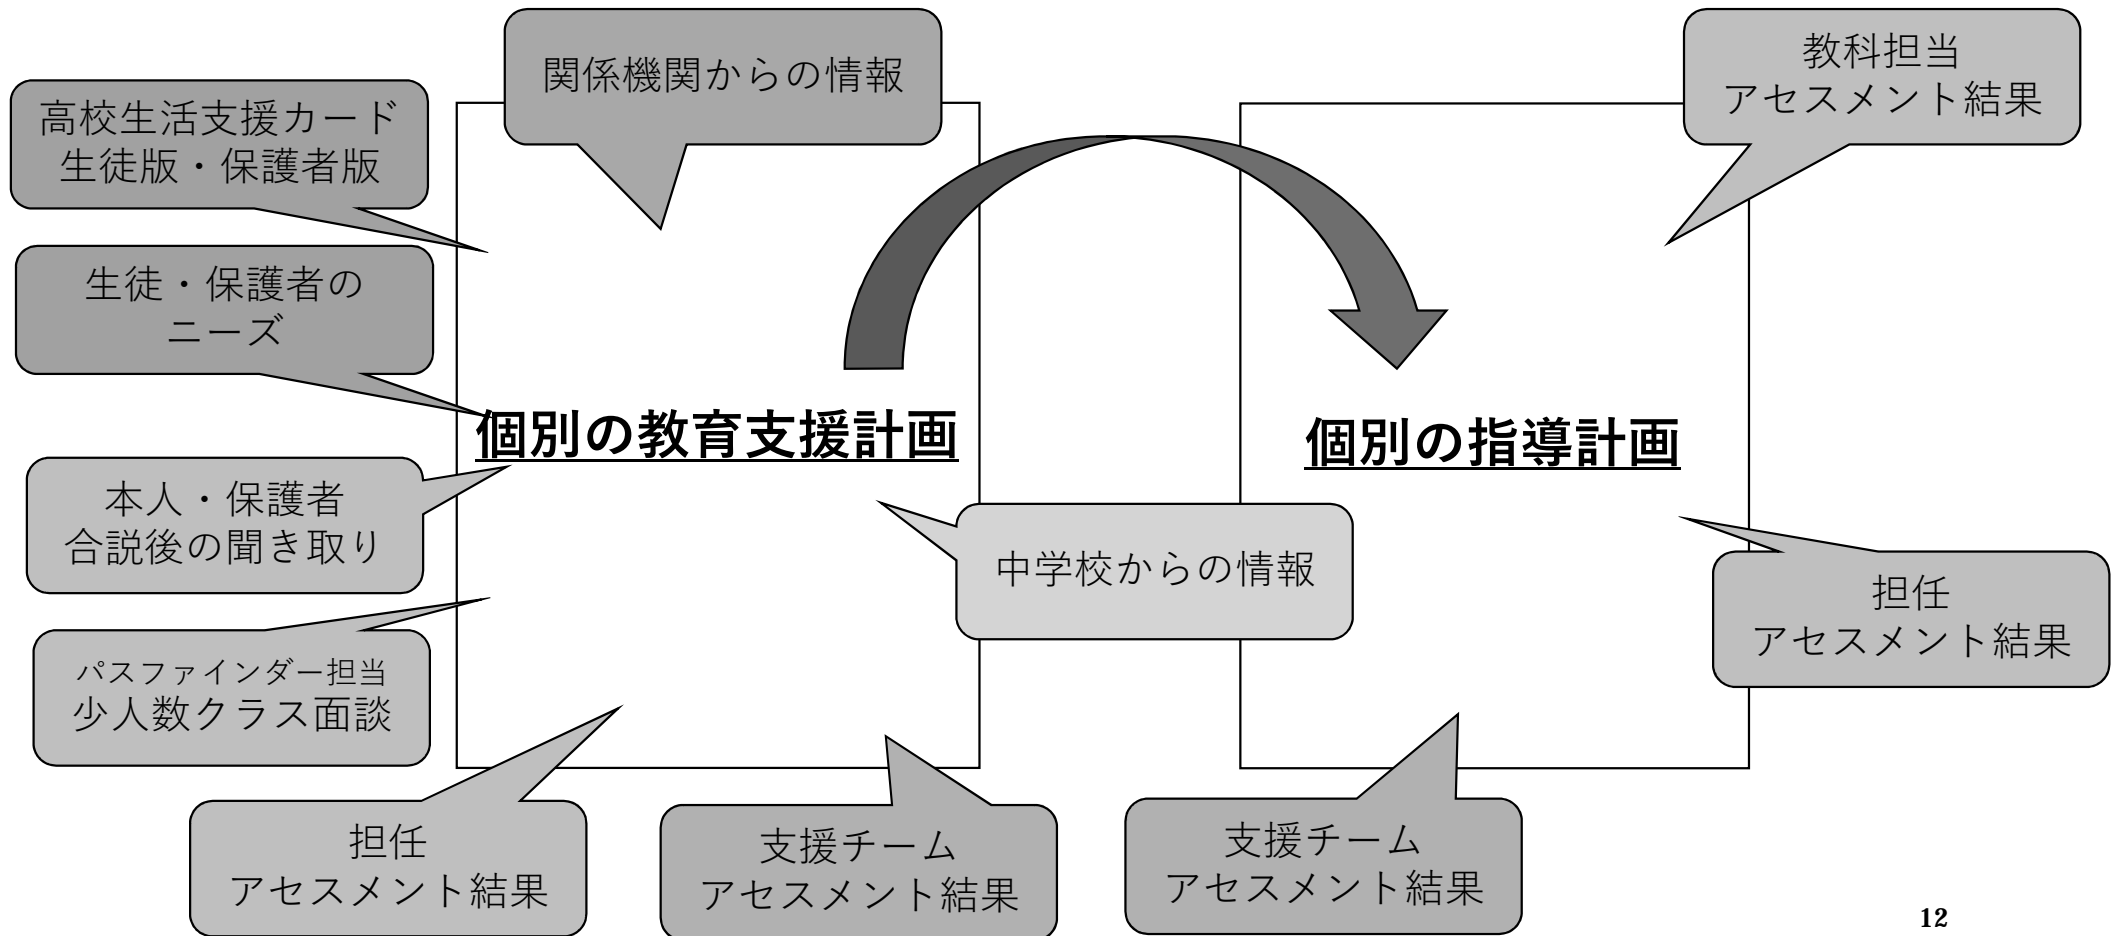 関係機関からの情報
教科担当
アセスメント結果
高校生活支援カード
生徒版・保護者版
生徒・保護者の
ニーズ
個別の教育支援計画
個別の指導計画
本人・保護者
合説後の聞き取り
中学校からの情報
担任
アセスメント結果
パスファインダー担当
少人数クラス面談
担任
アセスメント結果
支援チーム
アセスメント結果
支援チーム
アセスメント結果
12